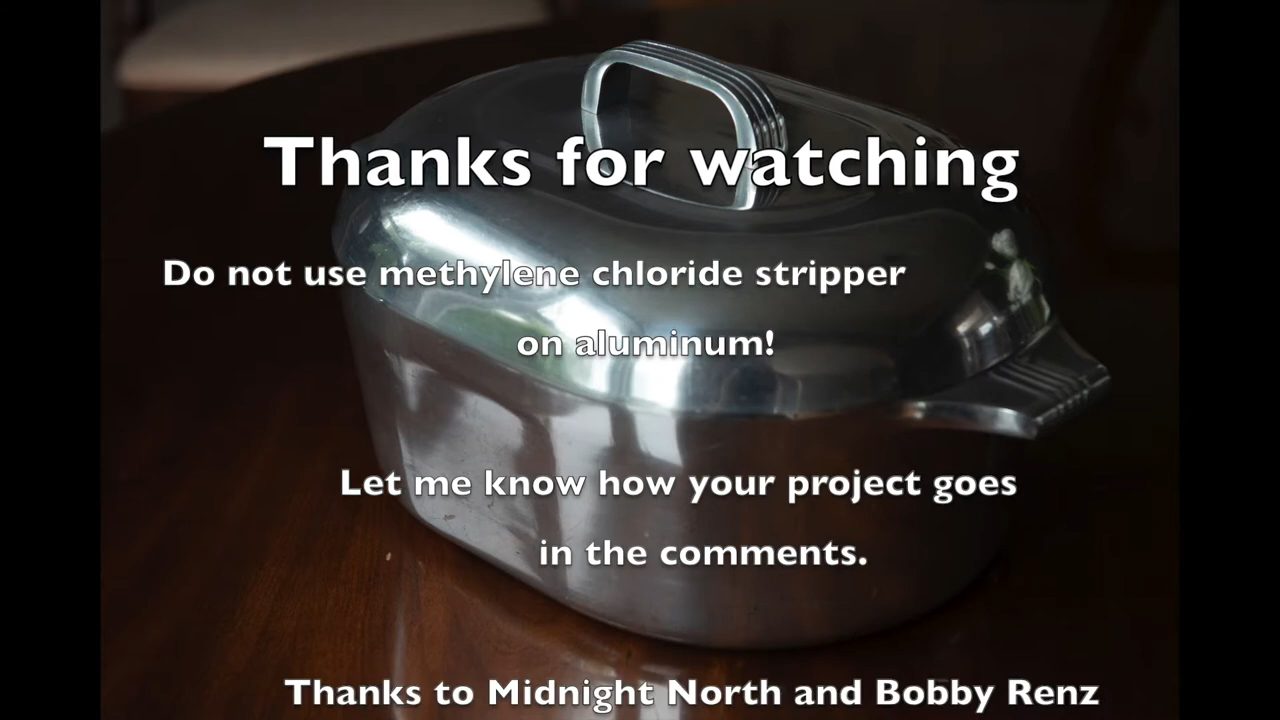 Thanks for watching
Do not use methylene chloride stripper
on aluminum!
Let me know how your project goes
in the comments.
Thanks to Midnight North and Bobby Renz